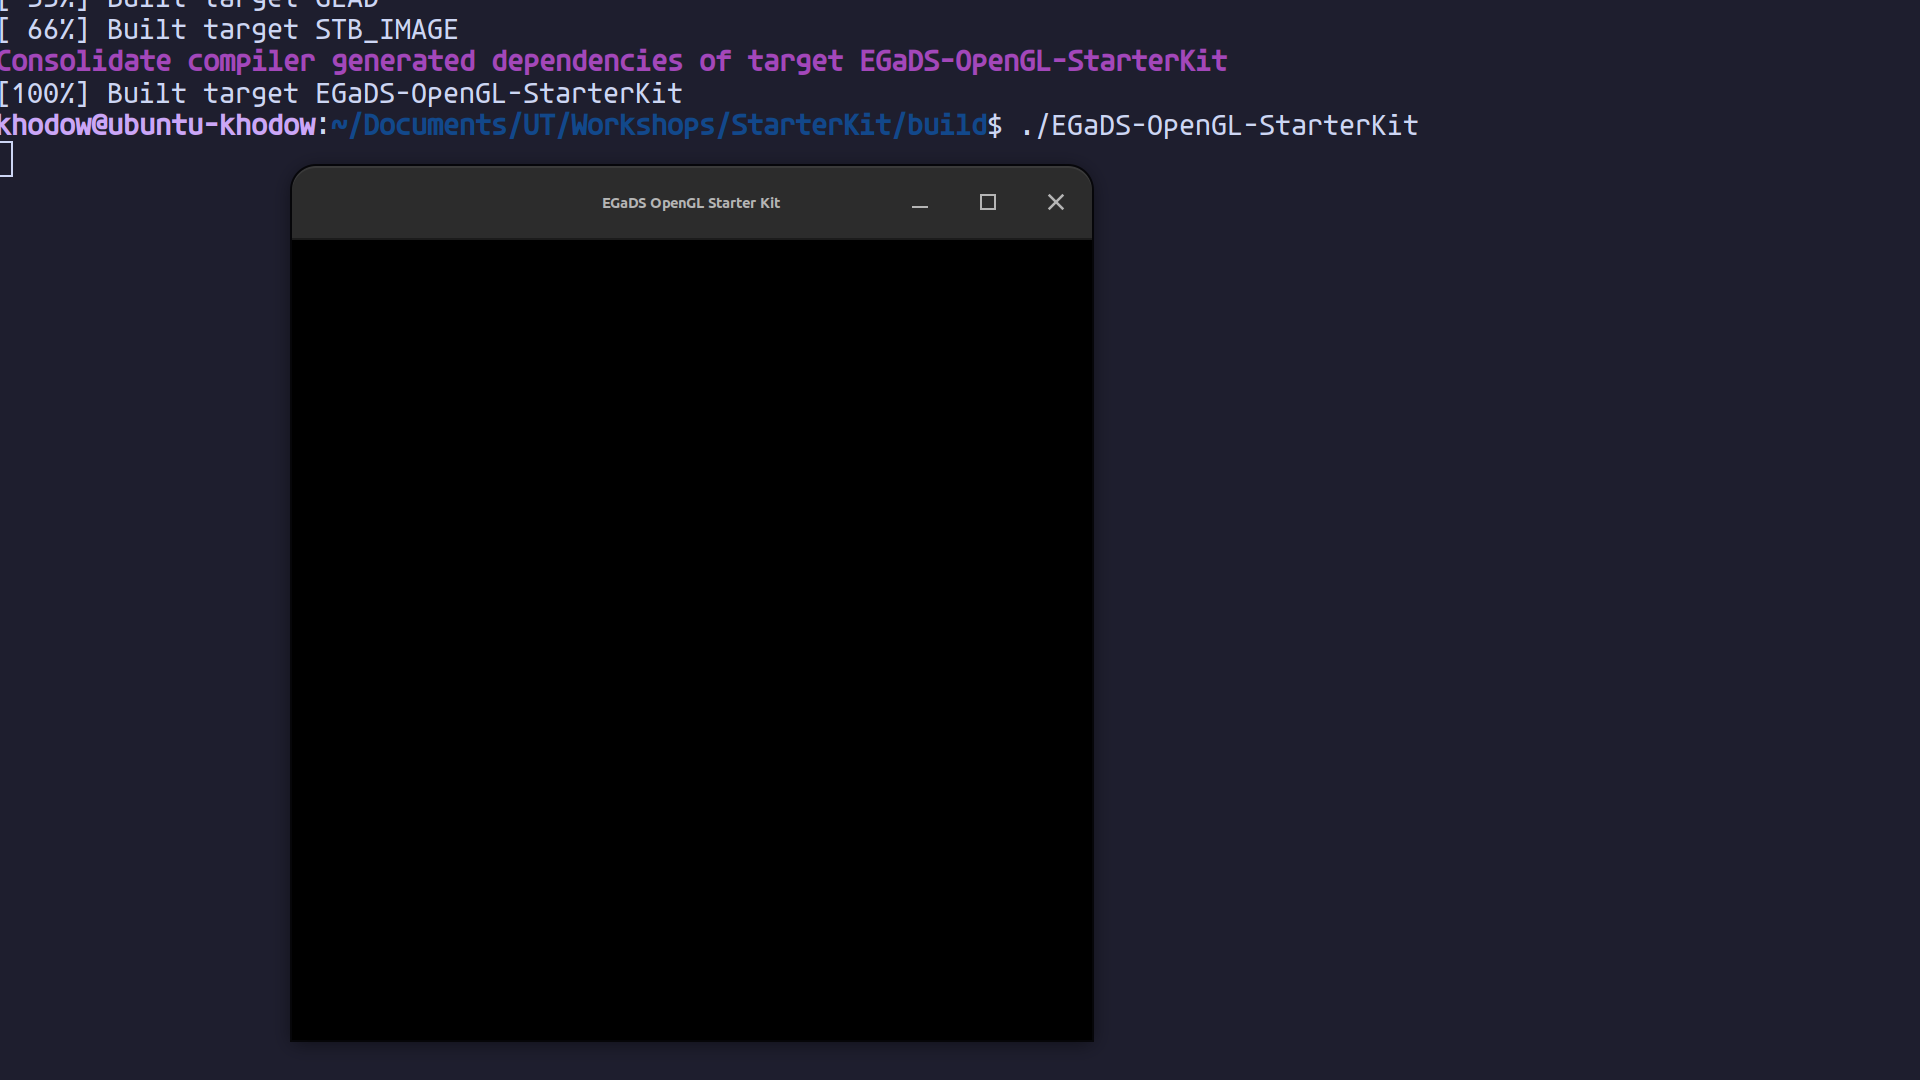 [ 33%] Built target GLAD
[ 66%] Built target STB_IMAGE
Consolidate compiler generated dependencies of target EGaDS-OpenGL-StarterKit
[100%] Built target EGaDS-OpenGL-StarterKit
khodow@ubuntu-khodow:~/Documents/UT/Workshops/StarterKit/build$ ./EGaDS-OpenGL-StarterKit
EGaDS OpenGL Starter Kit